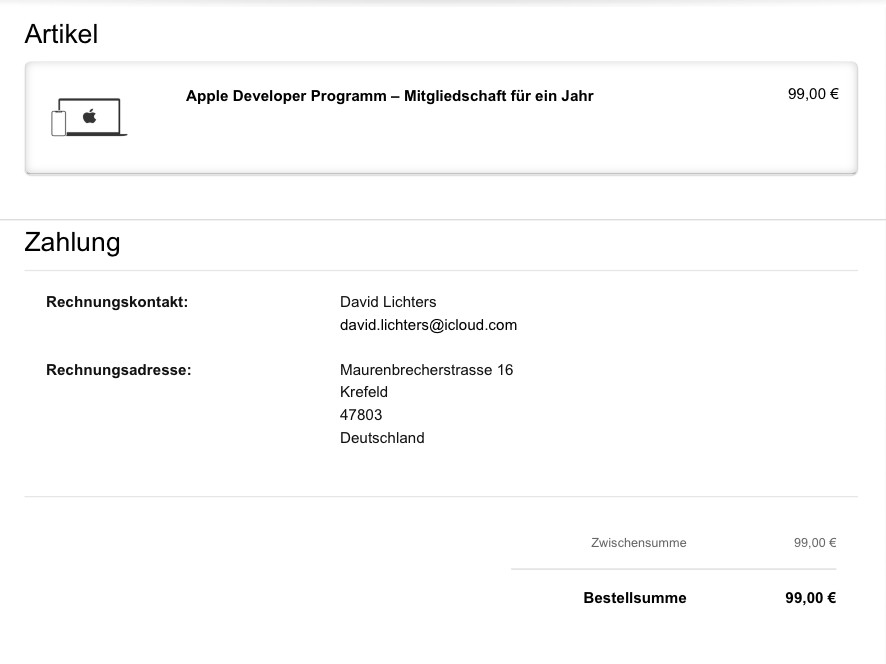 Artikel
Apple Developer Programm – Mitgliedschaft für ein Jahr 99,00 €
Zahlung
Rechnungskontakt: David Lichters
david.lichters@icloud.com
Rechnungsadresse: Maurenbrecherstrasse 16
Krefeld
47803
Deutschland
Zwischensumme 99,00 €
Bestellsumme 99,00 €